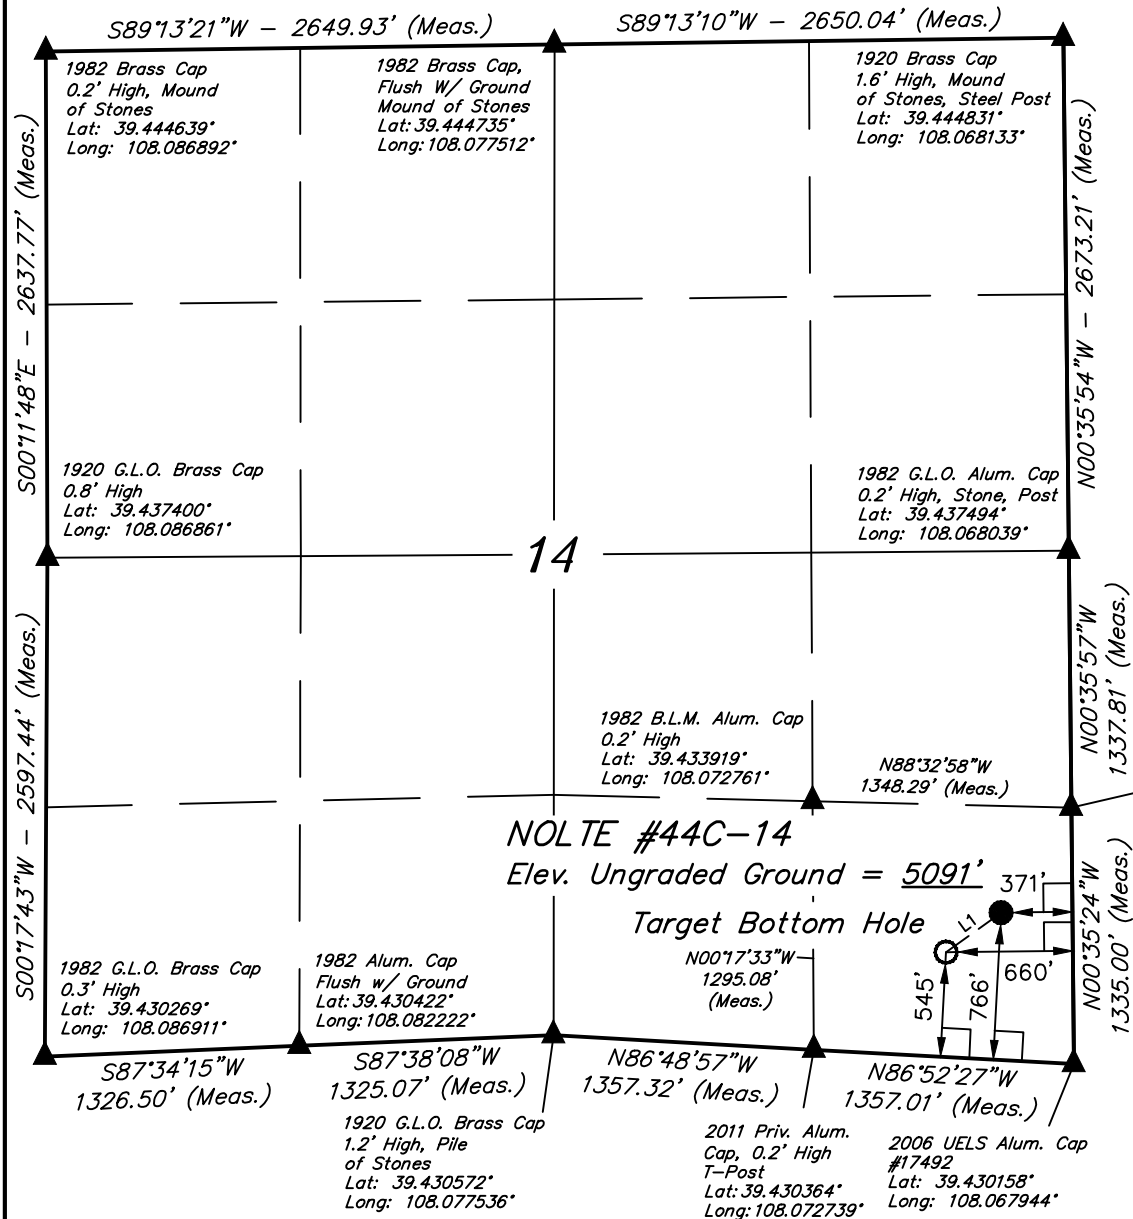 S89°13'21"W - 2649.93' (Meas.)
S89°13'10"W - 2650.04' (Meas.)
1982 Brass Cap
0.2' High, Mound
of Stones
Lat: 39.444639°
Long: 108.086892°
1982 Brass Cap,
Flush W/ Ground
Mound of Stones
Lat: 39.444735°
Long: 108.077512°
1920 Brass Cap
1.6' High, Mound
of Stones, Steel Post
Lat: 39.444831°
Long: 108.068133°
S00°11'48"E - 2637.77' (Meas.)
N00°35'54"W - 2673.21' (Meas.)
1920 G.L.O. Brass Cap
0.8' High
Lat: 39.437400°
Long: 108.086861°
1982 G.L.O. Alum. Cap
0.2' High, Stone, Post
Lat: 39.437494°
Long: 108.068039°
14
S00°17'43"W - 2597.44' (Meas.)
N00°35'57"W
1337.81' (Meas.)
1982 B.L.M. Alum. Cap
0.2' High
Lat: 39.433919°
Long: 108.072761°
N88°32'58"W
1348.29' (Meas.)
NOLTE #44C-14
Elev. Ungraded Ground = 5091'
Target Bottom Hole
371'
L1
660'
545'
766'
N00°35'24"W
1335.00' (Meas.)
N00°17'33"W
1295.08'
(Meas.)
1982 G.L.O. Brass Cap
0.3' High
Lat: 39.430269°
Long: 108.086911°
1982 Alum. Cap
Flush w/ Ground
Lat: 39.430422°
Long: 108.082222°
S87°34'15"W
1326.50' (Meas.)
S87°38'08"W
1325.07' (Meas.)
N86°48'57"W
1357.32' (Meas.)
N86°52'27"W
1357.01' (Meas.)
1920 G.L.O. Brass Cap
1.2' High, Pile
of Stones
Lat: 39.430572°
Long: 108.077536°
2011 Priv. Alum.
Cap, 0.2' High
T-Post
Lat: 39.430364°
Long: 108.072739°
2006 UELS Alum. Cap
#17492
Lat: 39.430158°
Long: 108.067944°